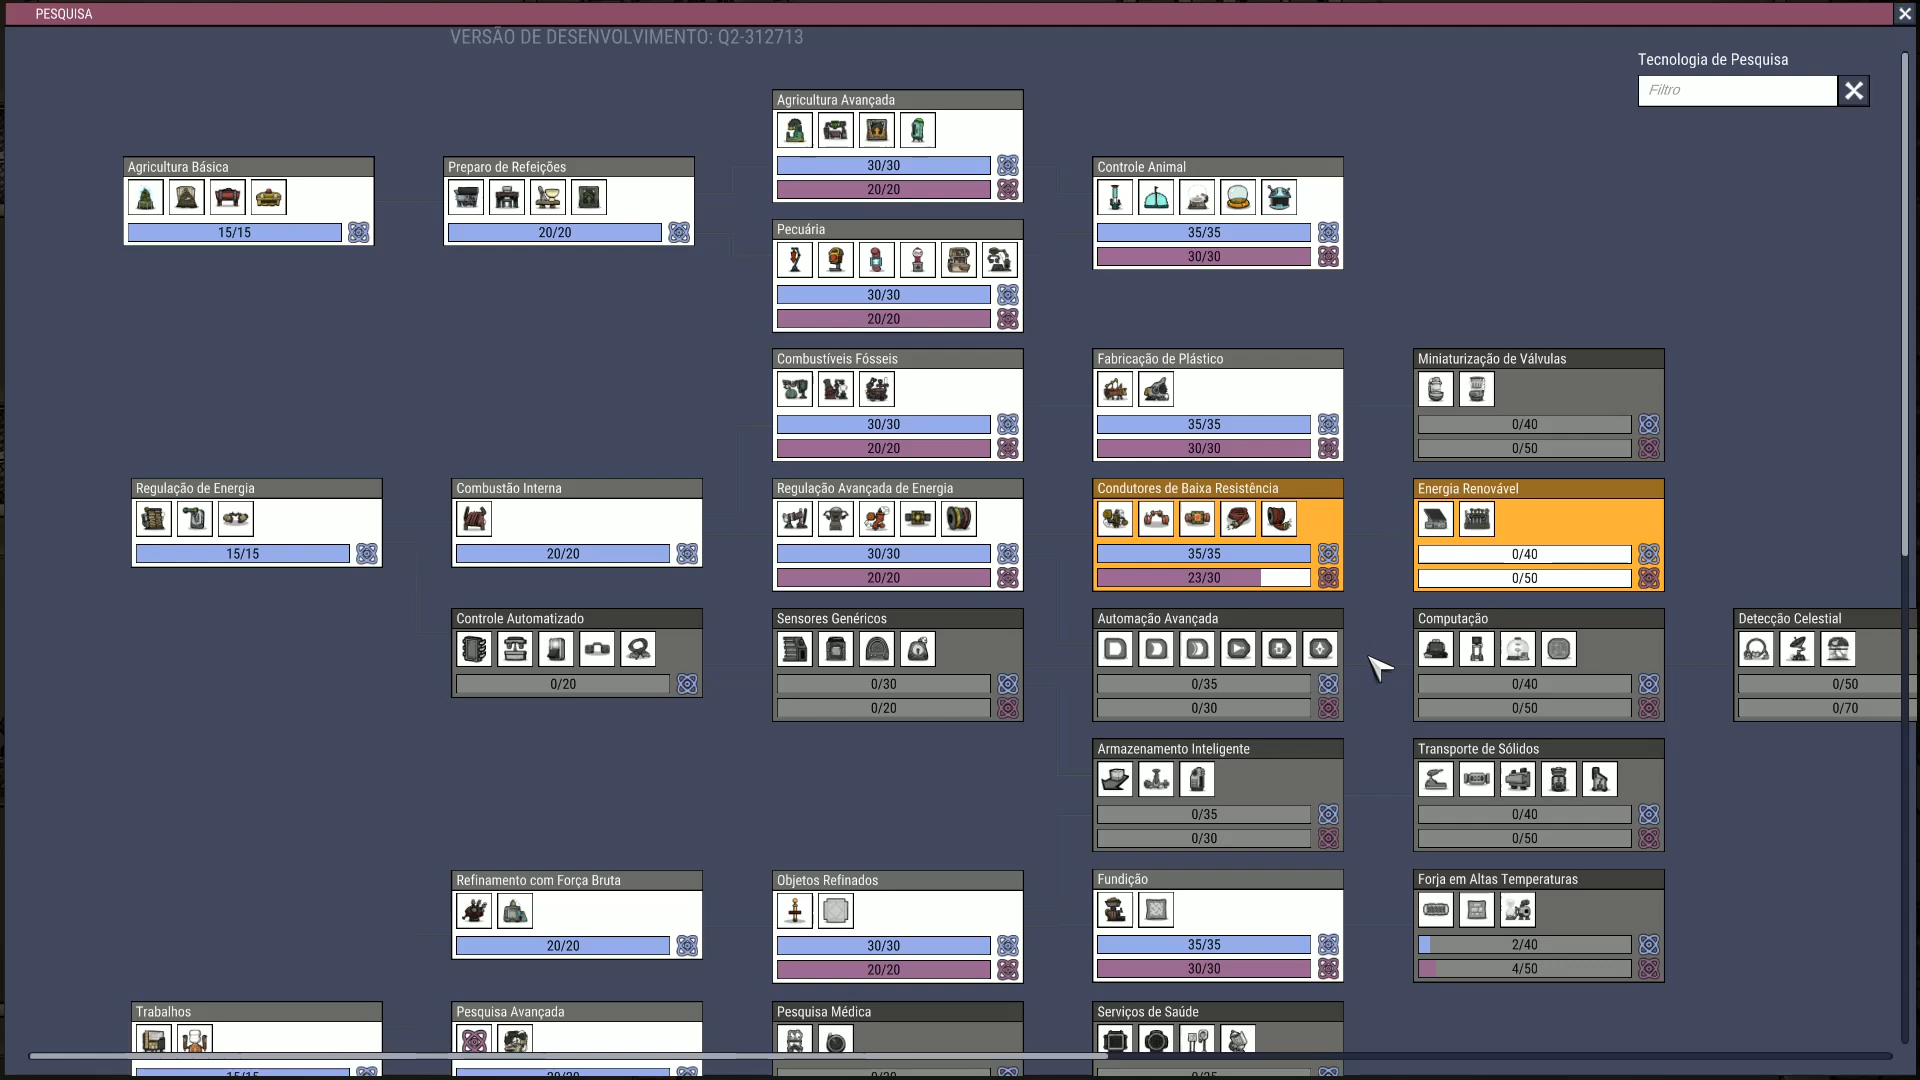 PESQUISA
VERSÃO DE DESENVOLVIMENTO: Q2-312713
Tecnologia de Pesquisa
Filtro
Agricultura Avançada
30/30
20/20
Agricultura Básica
15/15
Preparo de Refeições
20/20
Controle Animal
35/35
30/30
Pecuária
30/30
20/20
Combustíveis Fósseis
30/30
20/20
Fabricação de Plástico
35/35
30/30
Miniaturização de Válvulas
0/40
0/50
Regulação de Energia
15/15
Combustão Interna
20/20
Regulação Avançada de Energia
30/30
20/20
Condutores de Baixa Resistência
35/35
23/30
Energia Renovável
0/40
0/50
Controle Automatizado
0/20
Sensores Genéricos
0/30
0/20
Automação Avançada
0/35
0/30
Computação
0/40
0/50
Detecção Celestial
0/50
0/70
Armazenamento Inteligente
0/35
0/30
Transporte de Sólidos
0/40
0/50
Refinamento com Força Bruta
20/20
Objetos Refinados
30/30
20/20
Fundição
35/35
30/30
Forja em Altas Temperaturas
2/40
4/50
Trabalhos
15/15
Pesquisa Avançada
20/20
Pesquisa Médica
0/30
Serviços de Saúde
0/35